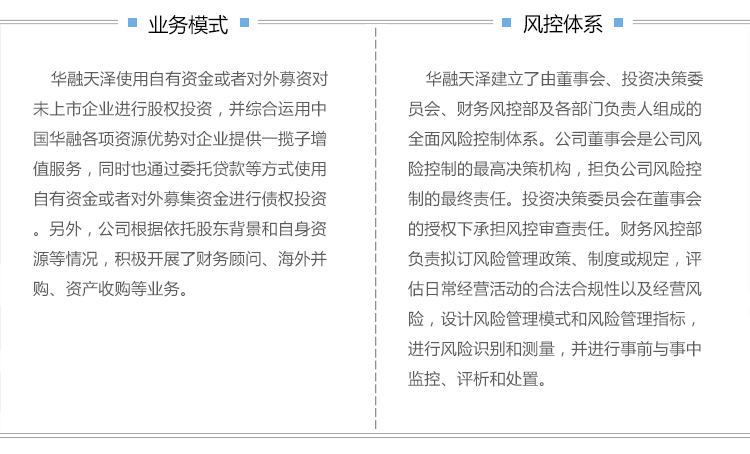 业务模式
华融天泽使用自有资金或者对外募资对
未上市企业进行股权投资，并综合运用中
国华融各项资源优势对企业提供一揽子增
值服务，同时也通过委托贷款等方式使用
自有资金或者对外募集资金进行债权投资
。另外，公司根据依托股东背景和自身资
源等情况，积极开展了财务顾问、海外并
购、资产收购等业务。
风控体系
华融天泽建立了由董事会、投资决策委
员会、财务风控部及各部门负责人组成的
全面风险控制体系。公司董事会是公司风
险控制的最高决策机构，担负公司风险控
制的最终责任。投资决策委员会在董事会
的授权下承担风控审查责任。财务风控部
负责拟订风险管理政策、制度或规定，评
估日常经营活动的合法合规性以及经营风
险，设计风险管理模式和风险管理指标，
进行风险识别和测量，并进行事前与事中
监控、评析和处置。